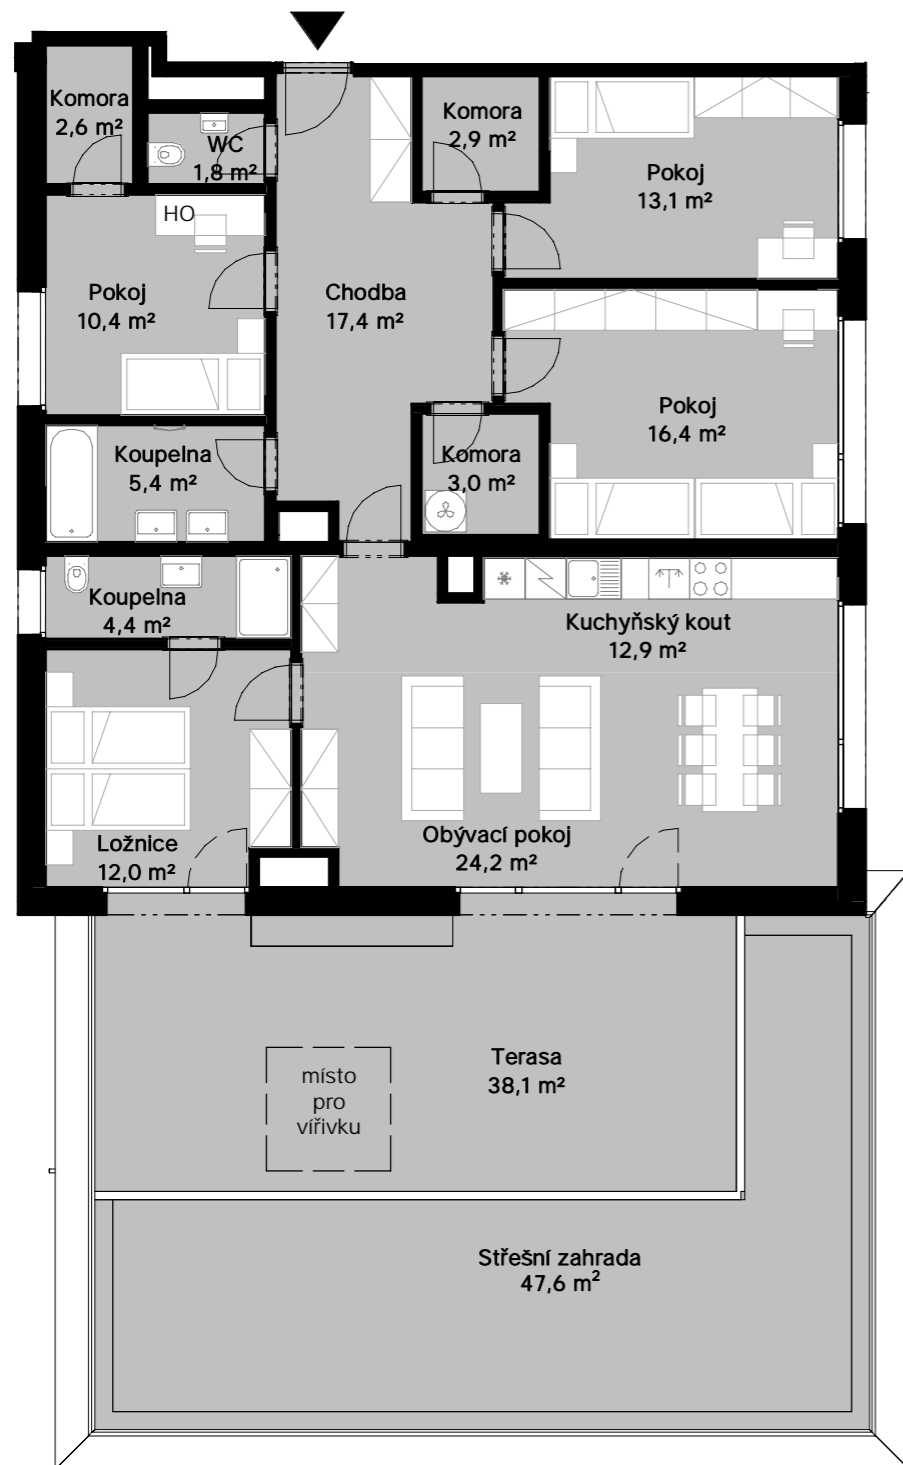 Komora
2,6 m²
WC
1,8 m²
Komora
2,9 m²
Pokoj
13,1 m²
HO
Pokoj
10,4 m²
Chodba
17,4 m²
Pokoj
16,4 m²
Koupelna
5,4 m²
Komora
3,0 m²
Koupelna
4,4 m²
Kuchyňský kout
12,9 m²
Ložnice
12,0 m²
Obývací pokoj
24,2 m²
Terasa
38,1 m²
místo
pro
vířivku
Střešní zahrada
47,6 m²